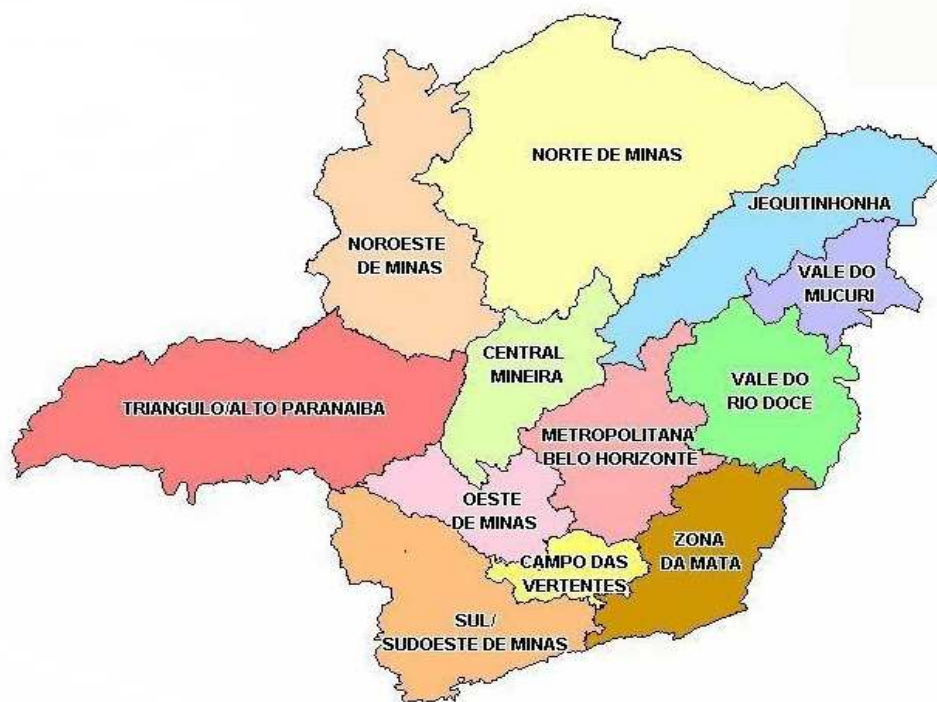 NORTE DE MINAS
JEQUITINHONHA
NOROESTE
DE MINAS
VALE DO
MUCURI
CENTRAL
MINEIRA
TRIANGULO/ALTO PARANAIBA
VALE DO
RIO DOCE
METROPOLITANA
BELO HORIZONTE
OESTE
DE MINAS
ZONA
DA MATA
CAMPO DAS
VERTENTES
SUL/
SUDOESTE DE MINAS